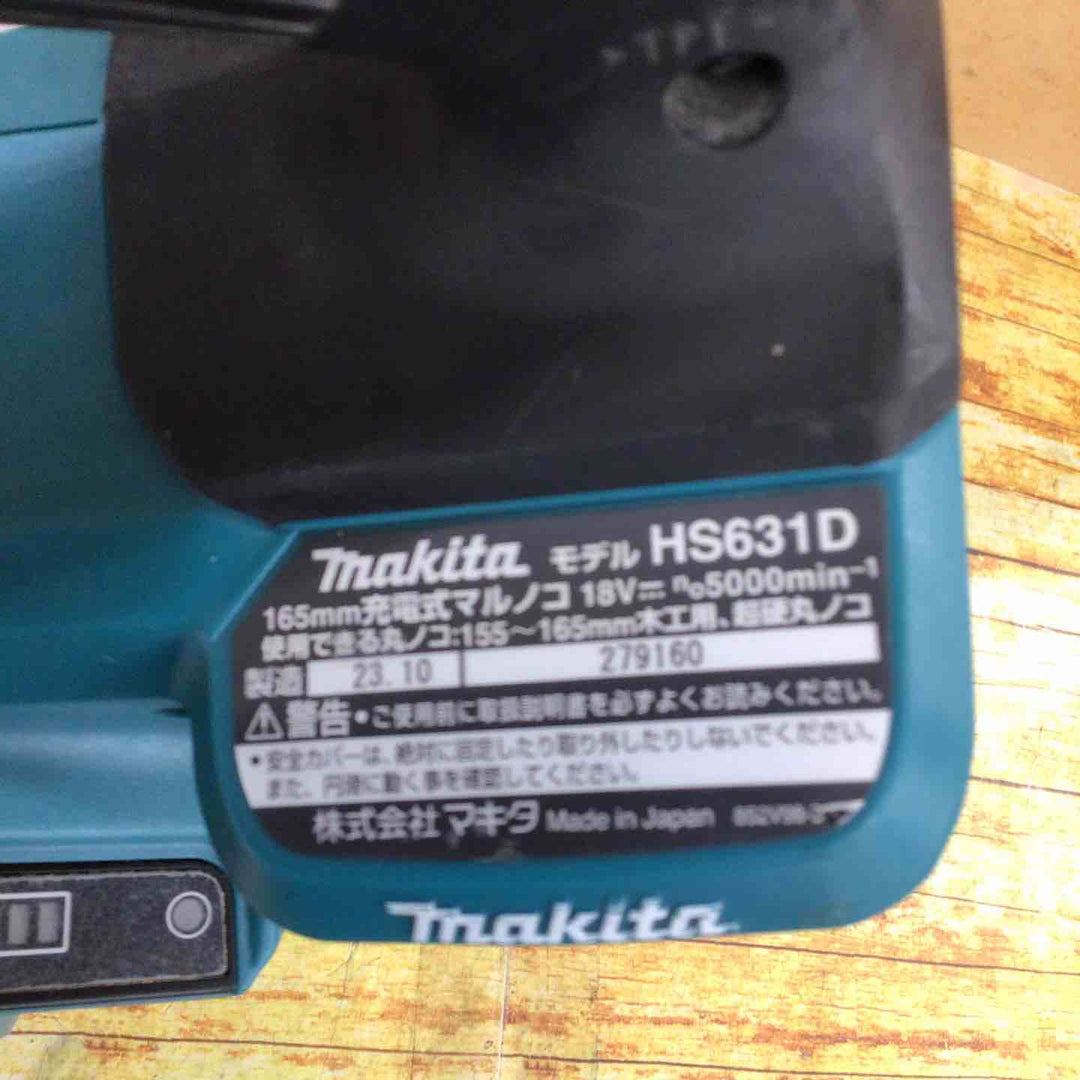 >TPE<
makita モデル HS631D
165mm充電式マルノコ 18V⎓ n₀5000min⁻¹
使用できる丸ノコ:155～165mm木工用、超硬丸ノコ
製造 23.10 279160
⚠警告・ご使用前に取扱説明書を必ずよくお読みください。
・安全カバーは、絶対に固定したり取り外したりしないでください。
また、円滑に動く事を確認してください。
株式会社 マキタ Made in Japan
makita